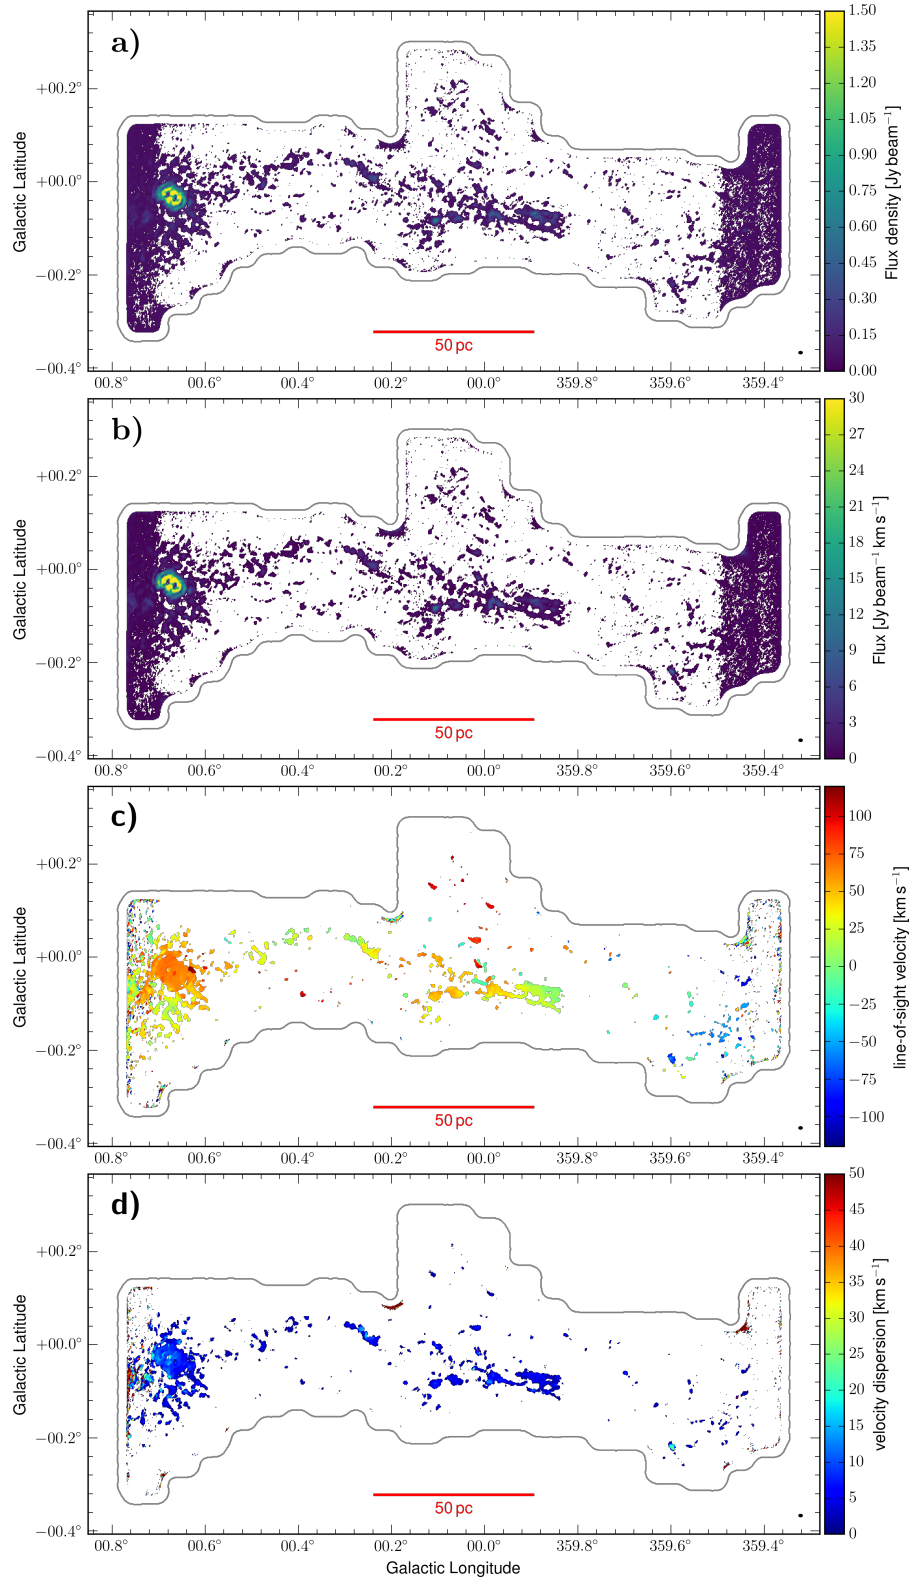 a)
Galactic Latitude
+00.2°
+00.0°
−00.2°
−00.4°
50 pc
00.8° 00.6° 00.4° 00.2° 00.0° 359.8° 359.6° 359.4°
1.50
1.35
1.20
1.05
0.90
0.75
0.60
0.45
0.30
0.15
0.00
Flux density [Jy beam⁻¹]
b)
Galactic Latitude
+00.2°
+00.0°
−00.2°
−00.4°
50 pc
00.8° 00.6° 00.4° 00.2° 00.0° 359.8° 359.6° 359.4°
30
27
24
21
18
15
12
9
6
3
0
Flux [Jy beam⁻¹ km s⁻¹]
c)
Galactic Latitude
+00.2°
+00.0°
−00.2°
−00.4°
50 pc
00.8° 00.6° 00.4° 00.2° 00.0° 359.8° 359.6° 359.4°
100
75
50
25
0
−25
−50
−75
−100
line-of-sight velocity [km s⁻¹]
d)
Galactic Latitude
+00.2°
+00.0°
−00.2°
−00.4°
50 pc
00.8° 00.6° 00.4° 00.2° 00.0° 359.8° 359.6° 359.4°
Galactic Longitude
50
45
40
35
30
25
20
15
10
5
0
velocity dispersion [km s⁻¹]